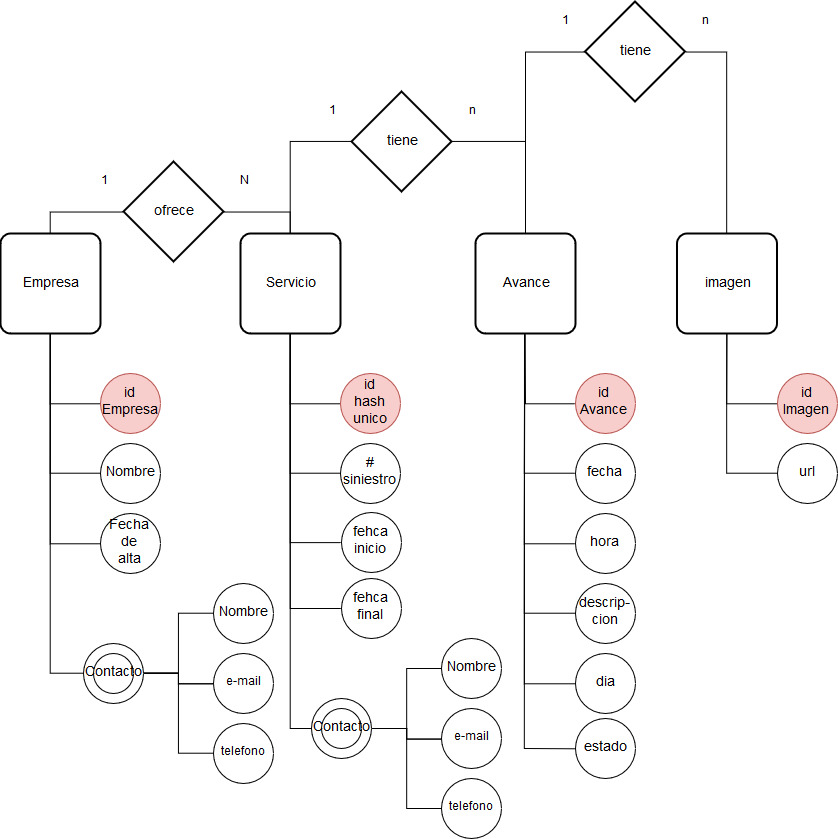 1
tiene
n
1
tiene
n
1
ofrece
N
Empresa
Servicio
Avance
imagen
id
Empresa
Nombre
Fecha
de
alta
Contacto
Nombre
e-mail
telefono
id
hash
unico
#
siniestro
fehca
inicio
fehca
final
Contacto
Nombre
e-mail
telefono
id
Avance
fecha
hora
descrip-
cion
dia
estado
id
Imagen
url